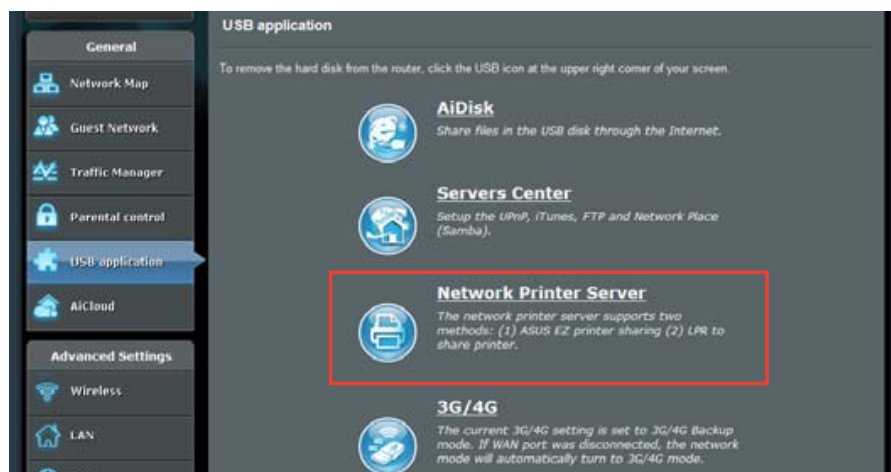 USB application
General
To remove the hard disk from the router, click the USB icon at the upper right corner of your screen.
Network Map
AiDisk
Guest Network
Share files in the USB disk through the Internet.
Traffic Manager
Servers Center
Parental control
Setup the UPnP, iTunes, FTP and Network Place
(Samba).
USB application
Network Printer Server
AiCloud
The network printer server supports two
methods: (1) ASUS EZ printer sharing (2) LPR to
share printer.
Advanced Settings
Wireless
3G/4G
LAN
The current 3G/4G setting is set to 3G/4G Backup
mode. If WAN port was disconnected, the network
mode will automatically turn to 3G/4G mode.